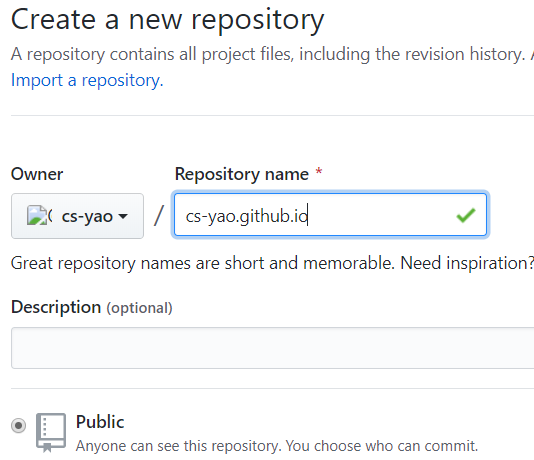 Create a new repository
A repository contains all project files, including the revision history.
Import a repository.
Owner
Repository name *
cs-yao
/
cs-yao.github.io
Great repository names are short and memorable. Need inspiration?
Description (optional)
Public
Anyone can see this repository. You choose who can commit.